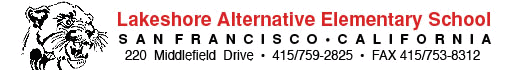 Lakeshore Alternative Elementary School
SAN FRANCISCO • CALIFORNIA
220 Middlefield Drive • 415/759-2825 • FAX 415/753-8312